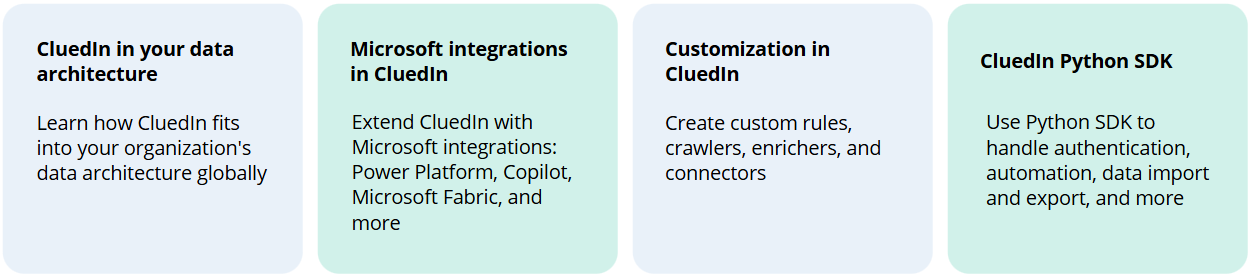 CluedIn in your data
architecture
Learn how CluedIn fits
into your organization's
data architecture globally
Microsoft integrations
in CluedIn
Extend CluedIn with
Microsoft integrations:
Power Platform, Copilot,
Microsoft Fabric, and
more
Customization in
CluedIn
Create custom rules,
crawlers, enrichers, and
connectors
CluedIn Python SDK
Use Python SDK to
handle authentication,
automation, data import
and export, and more